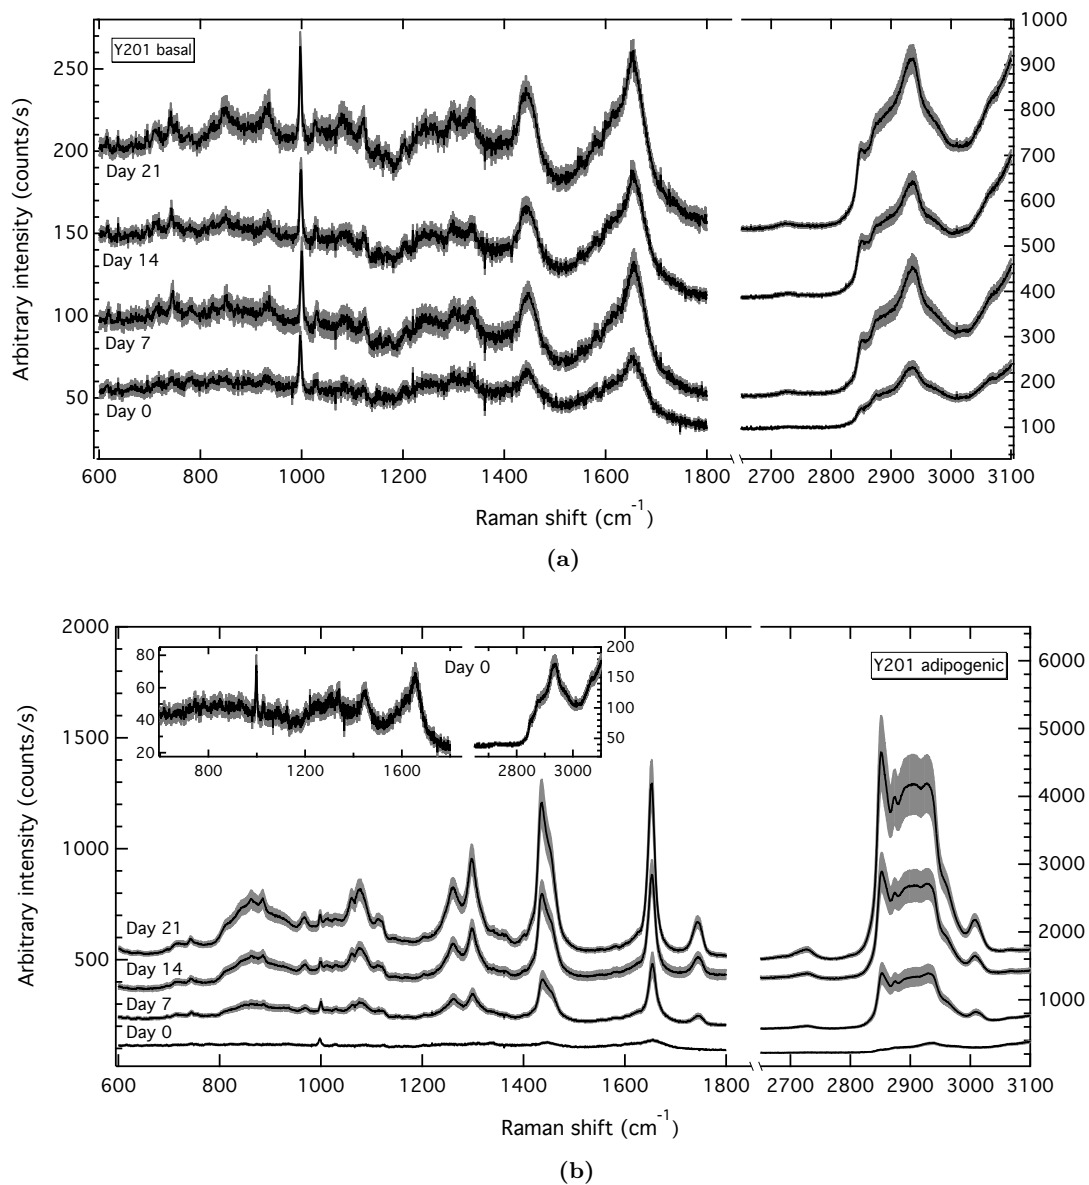 Y201 basal
1000
900
800
700
600
500
400
300
200
100
250
200
150
100
50
Arbitrary intensity (counts/s)
Day 21
Day 14
Day 7
Day 0
600 800 1000 1200 1400 1600 1800 2700 2800 2900 3000 3100
Raman shift (cm-1)
(a)
2000
1500
1000
500
Arbitrary intensity (counts/s)
80
60
40
20
800 1200 1600 2800 3000
Day 0
200
150
100
50
Y201 adipogenic
6000
5000
4000
3000
2000
1000
Day 21
Day 14
Day 7
Day 0
600 800 1000 1200 1400 1600 1800 2700 2800 2900 3000 3100
Raman shift (cm-1)
(b)